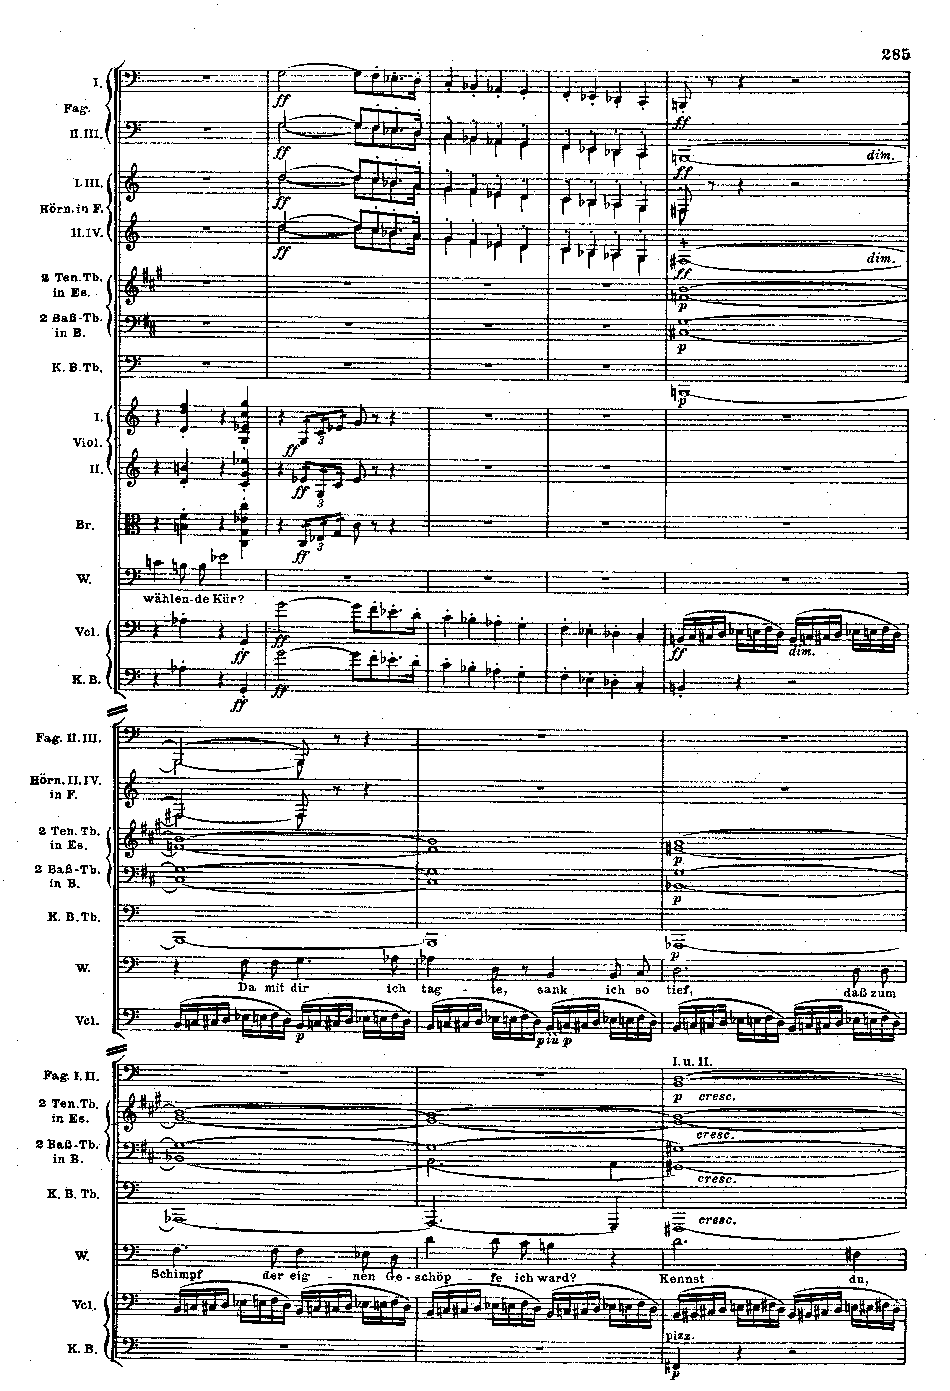 285
I.
Fag.
II.III.
I.III.
Hörn. in F.
II.IV.
2 Ten.Tb.
in Es.
2 Baß-Tb.
in B.
K.B.Tb.
I.
Viol.
II.
Br.
W.
Vcl.
K.B.
ff
ff
ff
ff
ff
ff dim.
ff dim.
p
p
p
ff 3
ff 3
ff 3
wählen-de Kür?
ff ff ff dim.
ff ff
Fag. II.III.
Hörn. II.IV.
in F.
2 Ten. Tb.
in Es.
p
2 Baß-Tb.
in B.
p
K.B.Tb.
p
W.
Da mit dir ich tag - te, sank ich so tief, daß zum
Vcl.
p più p
Fag. I.II.
I. u. II.
p cresc.
2 Ten.Tb.
in Es.
cresc.
2 Baß-Tb.
in B.
cresc.
K.B.Tb.
cresc.
W.
Schimpf der eig - nen Ge-schöp - fe ich ward? Kennst du,
Vcl.
pizz.
K.B.
p